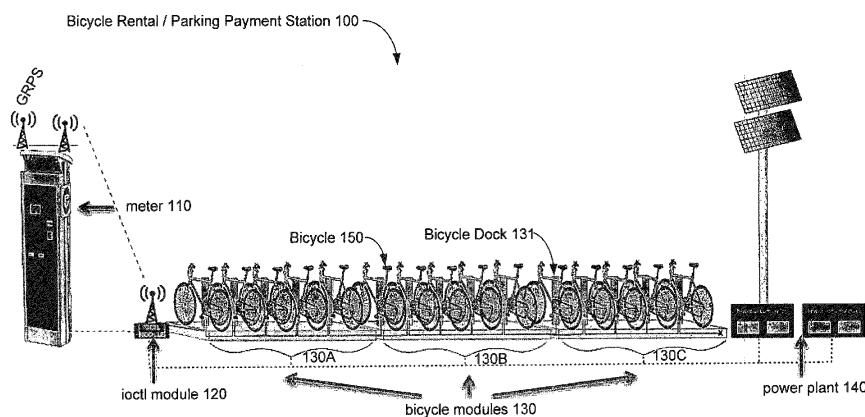 Bicycle Rental / Parking Payment Station 100
GRPS
meter 110
Bicycle 150
Bicycle Dock 131
130A
130B
130C
ioctl module 120
bicycle modules 130
power plant 140